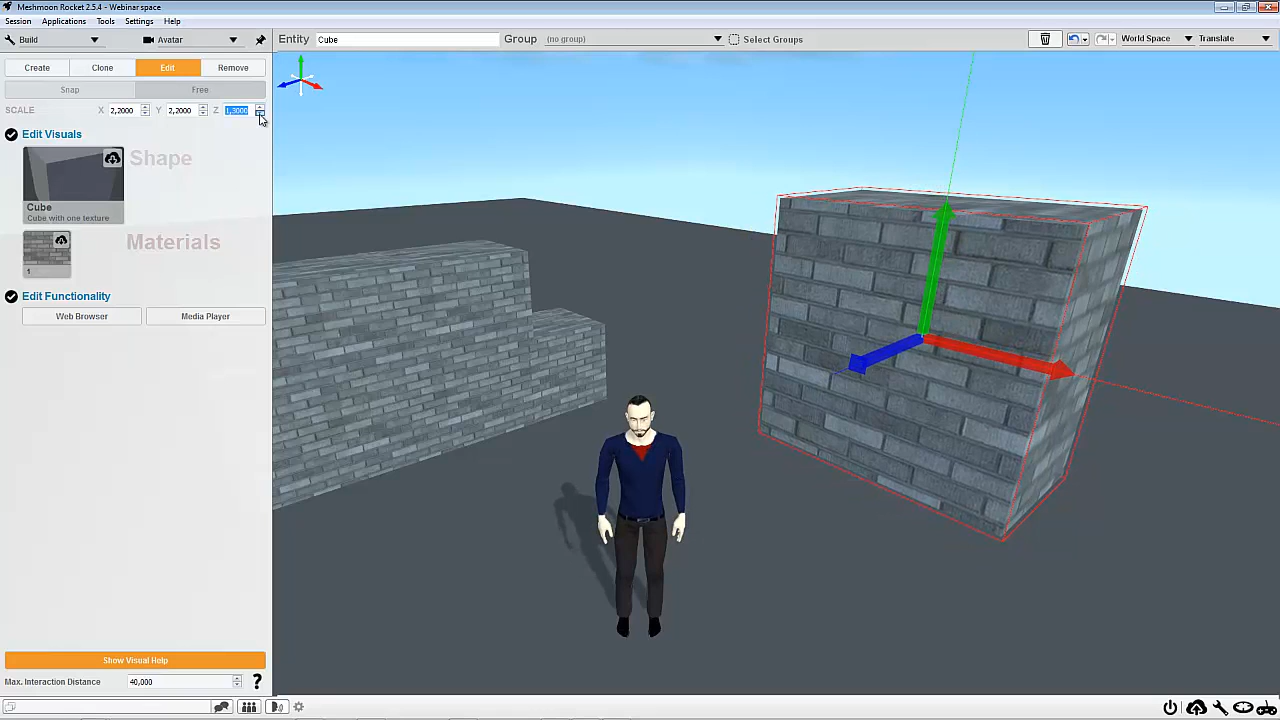 Meshmoon Rocket 2.5.4 - Webinar space
Session Applications Tools Settings Help
Build Avatar Entity Cube Group (no group) Select Groups World Space Translate
Create Clone Edit Remove
Snap Free
SCALE X 2,2000 Y 2,2000 Z 1,3000
Edit Visuals
Shape
Cube
Cube with one texture
Materials
1
Edit Functionality
Web Browser Media Player
Show Visual Help
Max. Interaction Distance 40,000 ?